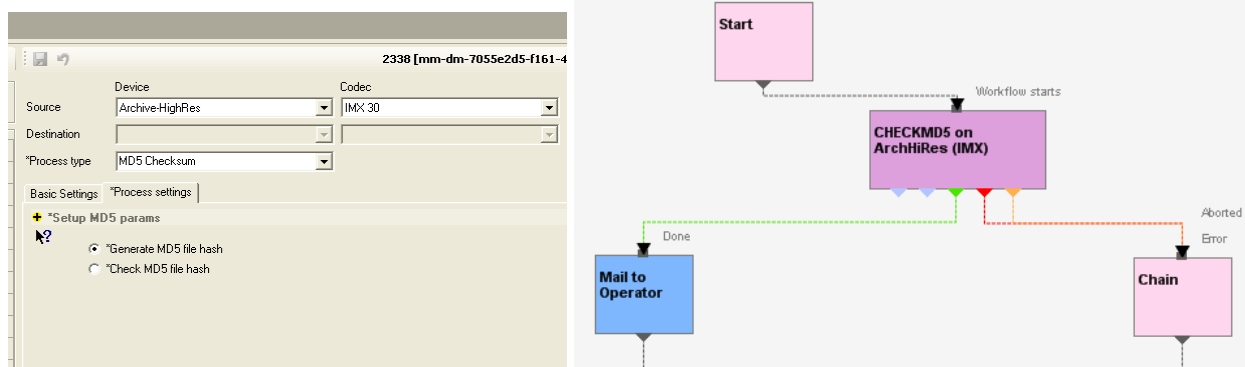 2338 [mm-dm-7055e2d5-f161-4
Device Codec
Source Archive-HighRes IMX 30
Destination
*Process type MD5 Checksum
Basic Settings *Process settings
*Setup MD5 params
?
*Generate MD5 file hash
*Check MD5 file hash
Start
Workflow starts
CHECKMD5 on
ArchHiRes (IMX)
Done
Aborted
Error
Mail to
Operator
Chain